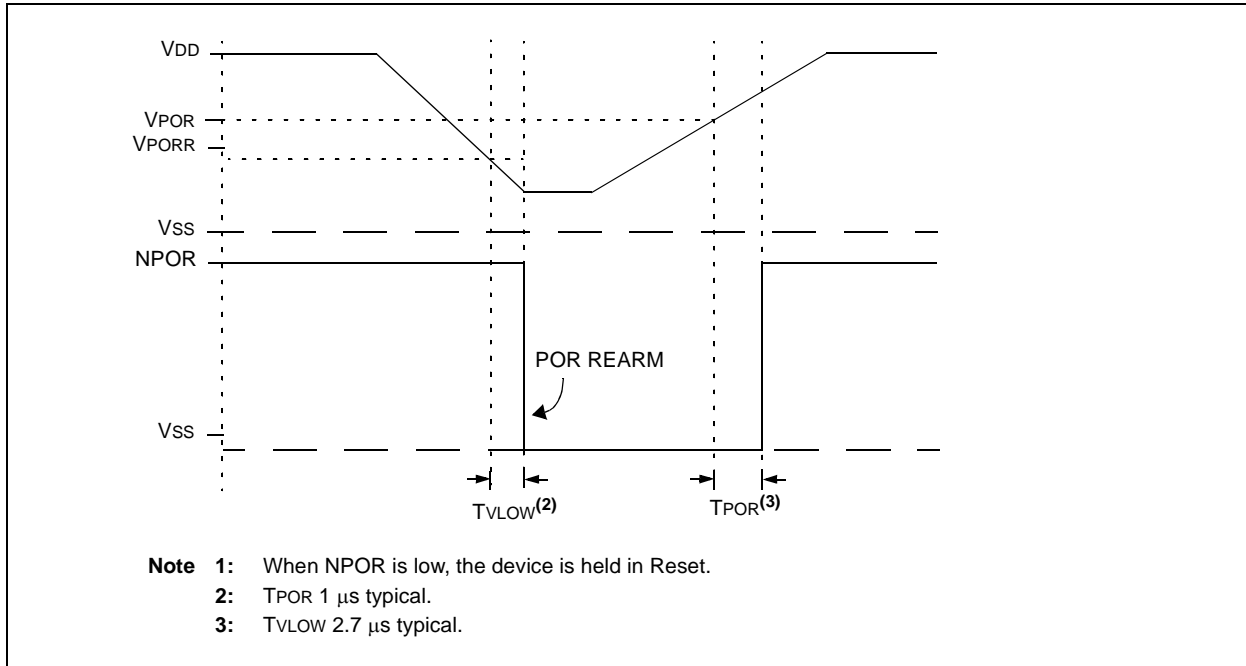 VDD
VPOR
VPORR
VSS
NPOR
POR REARM
VSS
TVLOW(2)
TPOR(3)
Note 1: When NPOR is low, the device is held in Reset.
2: TPOR 1 μs typical.
3: TVLOW 2.7 μs typical.